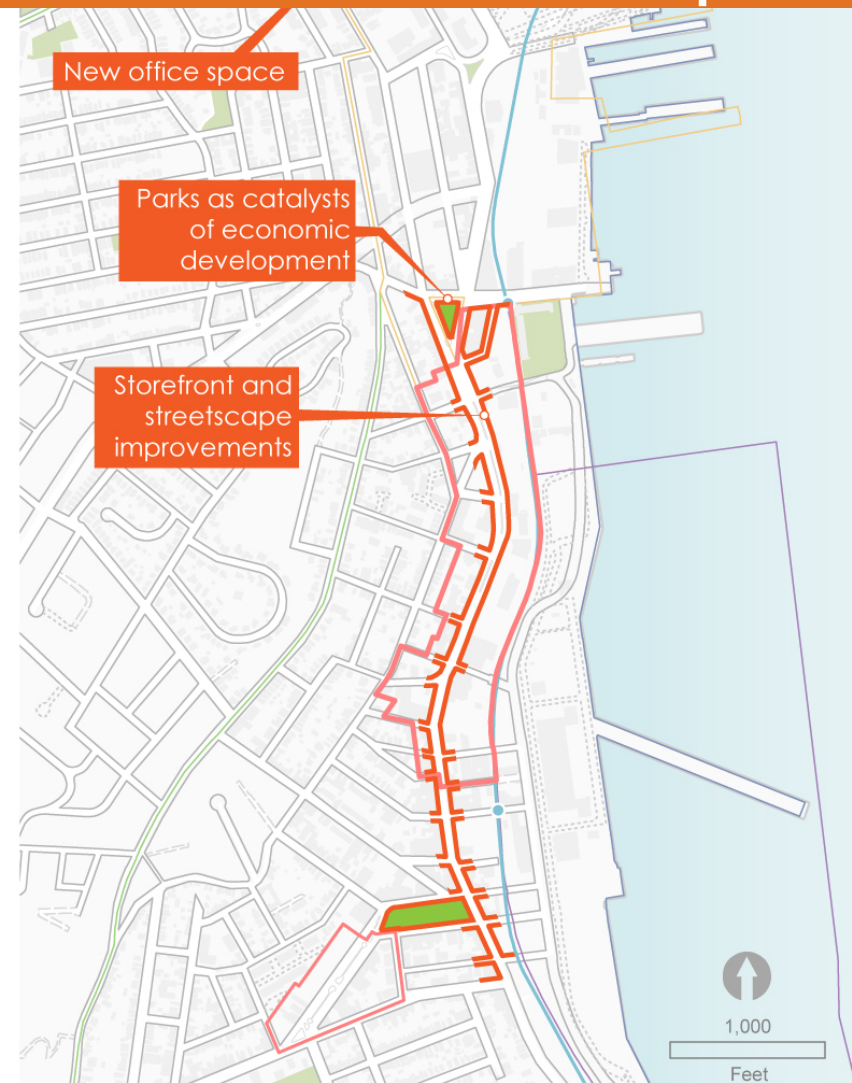 New office space
Parks as catalysts
of economic
development
Storefront and
streetscape
improvements
1,000
Feet